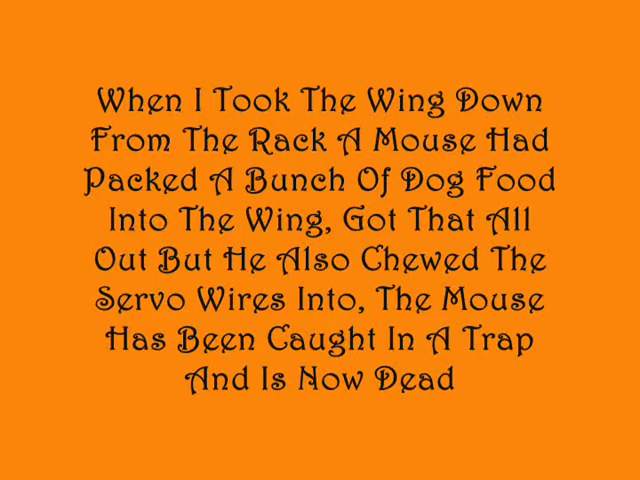 When I Took The Wing Down
From The Rack A Mouse Had
Packed A Bunch Of Dog Food
Into The Wing, Got That All
Out But He Also Chewed The
Servo Wires Into, The Mouse
Has Been Caught In A Trap
And Is Now Dead